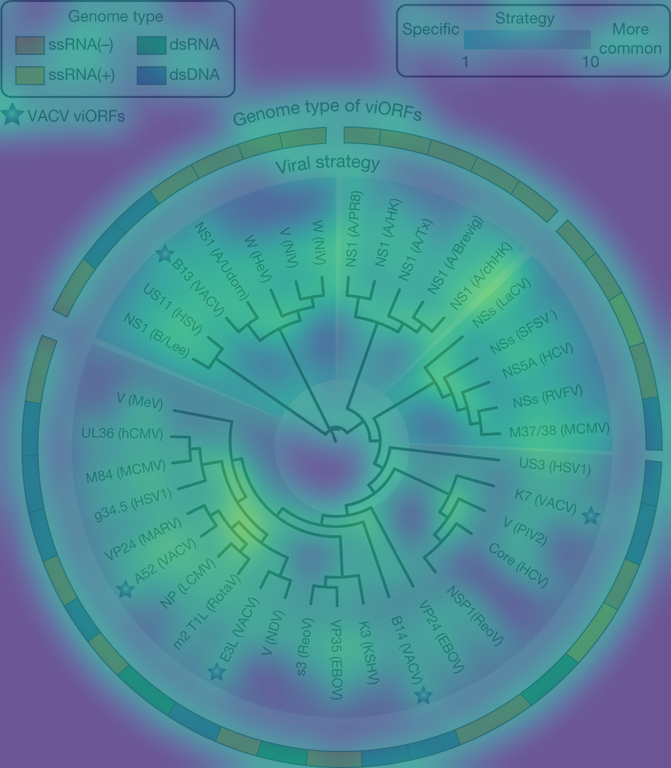 Genome type
ssRNA(–)
dsRNA
ssRNA(+)
dsDNA
VACV viORFs
Strategy
Specific
More
common
1
10
Genome type of viORFs
Viral strategy
NS1 (A/PR8)
NS1 (A/HK)
NS1 (A/Tx)
NS1 (A/Brevig)
NS1 (A/chHK)
NSs (LaCV)
NSs (SFSV)
NS5A (HCV)
NSs (RVFV)
M37/38 (MCMV)
US3 (HSV1)
K7 (VACV)
V (PIV2)
Core (HCV)
NSP1(ReoV)
VP24 (EBOV)
B14 (VACV)
K3 (KSHV)
VP35 (EBOV)
s3 (ReoV)
V (NDV)
E3L (VACV)
m2 T1L (RotaV)
NP (LCMV)
A52 (VACV)
VP24 (MARV)
g34.5 (HSV1)
M84 (MCMV)
UL36 (hCMV)
V (MeV)
NS1 (B/Lee)
US11 (HSV)
B13 (VACV)
NS1 (A/Udorn)
W (HeV)
V (NiV)
W (NiV)